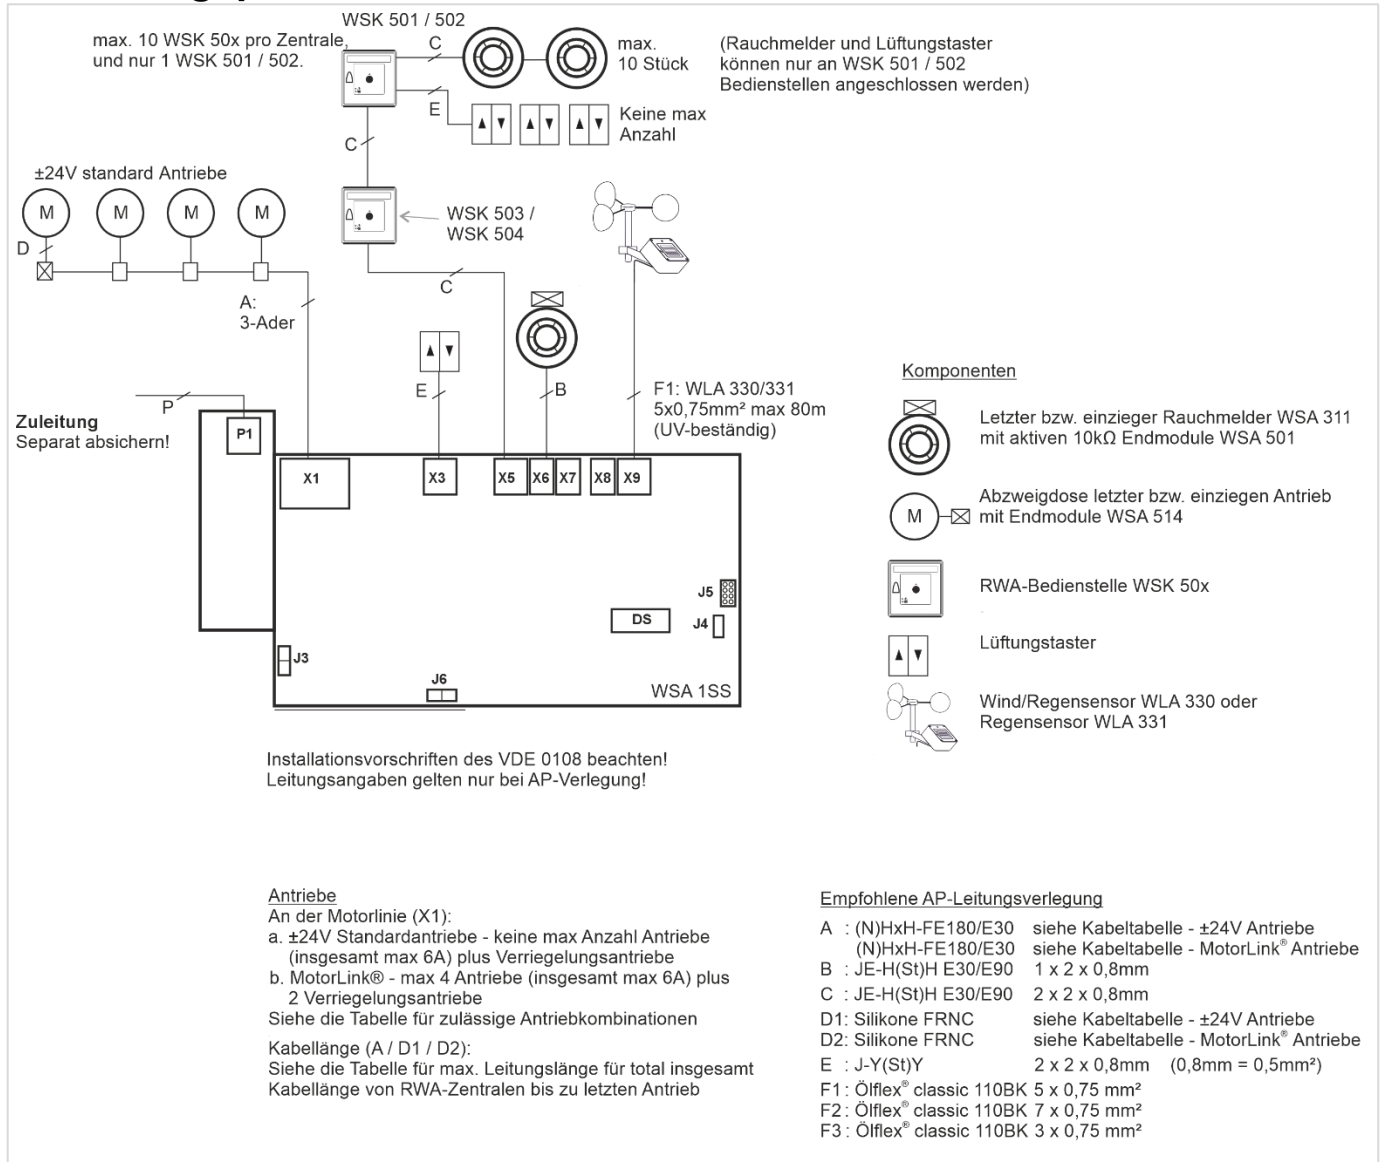 WSK 501 / 502
max. 10 WSK 50x pro Zentrale,
und nur 1 WSK 501 / 502.
C
max.
10 Stück
(Rauchmelder und Lüftungstaster
können nur an WSK 501 / 502
Bedienstellen angeschlossen werden)
E
Keine max
Anzahl
C
±24V standard Antriebe
M
M
M
M
D
WSK 503 /
WSK 504
C
A:
3-Ader
E
B
F1: WLA 330/331
5x0,75mm² max 80m
(UV-beständig)
P
Zuleitung
Separat absichern!
P1
X1
X3
X5
X6
X7
X8
X9
J5
DS
J4
J3
J6
WSA 1SS
Komponenten
Letzter bzw. einzieger Rauchmelder WSA 311
mit aktiven 10kΩ Endmodule WSA 501
M
Abzweigdose letzter bzw. einziegen Antrieb
mit Endmodule WSA 514
RWA-Bedienstelle WSK 50x
Lüftungstaster
Wind/Regensensor WLA 330 oder
Regensensor WLA 331
Installationsvorschriften des VDE 0108 beachten!
Leitungsangaben gelten nur bei AP-Verlegung!
Antriebe
An der Motorlinie (X1):
a. ±24V Standardantriebe - keine max Anzahl Antriebe
(insgesamt max 6A) plus Verriegelungsantriebe
b. MotorLink® - max 4 Antriebe (insgesamt max 6A) plus
2 Verriegelungsantriebe
Siehe die Tabelle für zulässige Antriebkombinationen
Kabellänge (A / D1 / D2):
Siehe die Tabelle für max. Leitungslänge für total insgesamt
Kabellänge von RWA-Zentralen bis zu letzten Antrieb
Empfohlene AP-Leitungsverlegung
A : (N)HxH-FE180/E30 siehe Kabeltabelle - ±24V Antriebe
(N)HxH-FE180/E30 siehe Kabeltabelle - MotorLink® Antriebe
B : JE-H(St)H E30/E90 1 x 2 x 0,8mm
C : JE-H(St)H E30/E90 2 x 2 x 0,8mm
D1: Silikone FRNC siehe Kabeltabelle - ±24V Antriebe
D2: Silikone FRNC siehe Kabeltabelle - MotorLink® Antriebe
E : J-Y(St)Y 2 x 2 x 0,8mm (0,8mm = 0,5mm²)
F1: Ölflex® classic 110BK 5 x 0,75 mm²
F2: Ölflex® classic 110BK 7 x 0,75 mm²
F3: Ölflex® classic 110BK 3 x 0,75 mm²